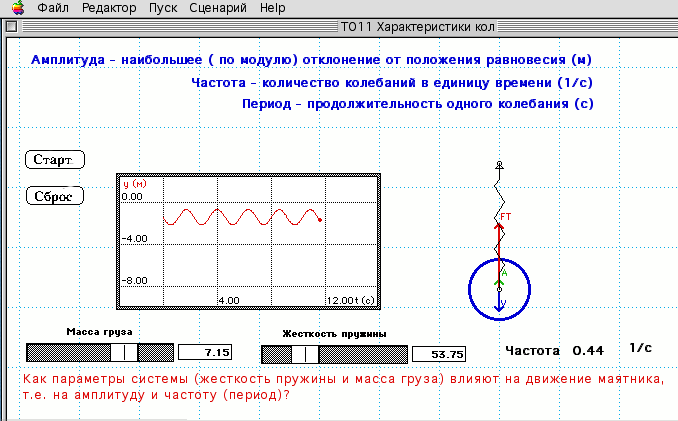 Файл Редактор Пуск Сценарий Help
ТО11 Характеристики кол
Амплитуда - наибольшее ( по модулю) отклонение от положения равновесия (м)
Частота - количество колебаний в единицу времени (1/с)
Период - продолжительность одного колебания (с)
Старт
Сброс
y (м)
0.00
-4.00
-8.00
4.00
12.00 t (с)
FT
A
y
Масса груза
7.15
Жесткость пружины
53.75
Частота 0.44 1/с
Как параметры системы (жесткость пружины и масса груза) влияют на движение маятника,
т.е. на амплитуду и частоту (период)?